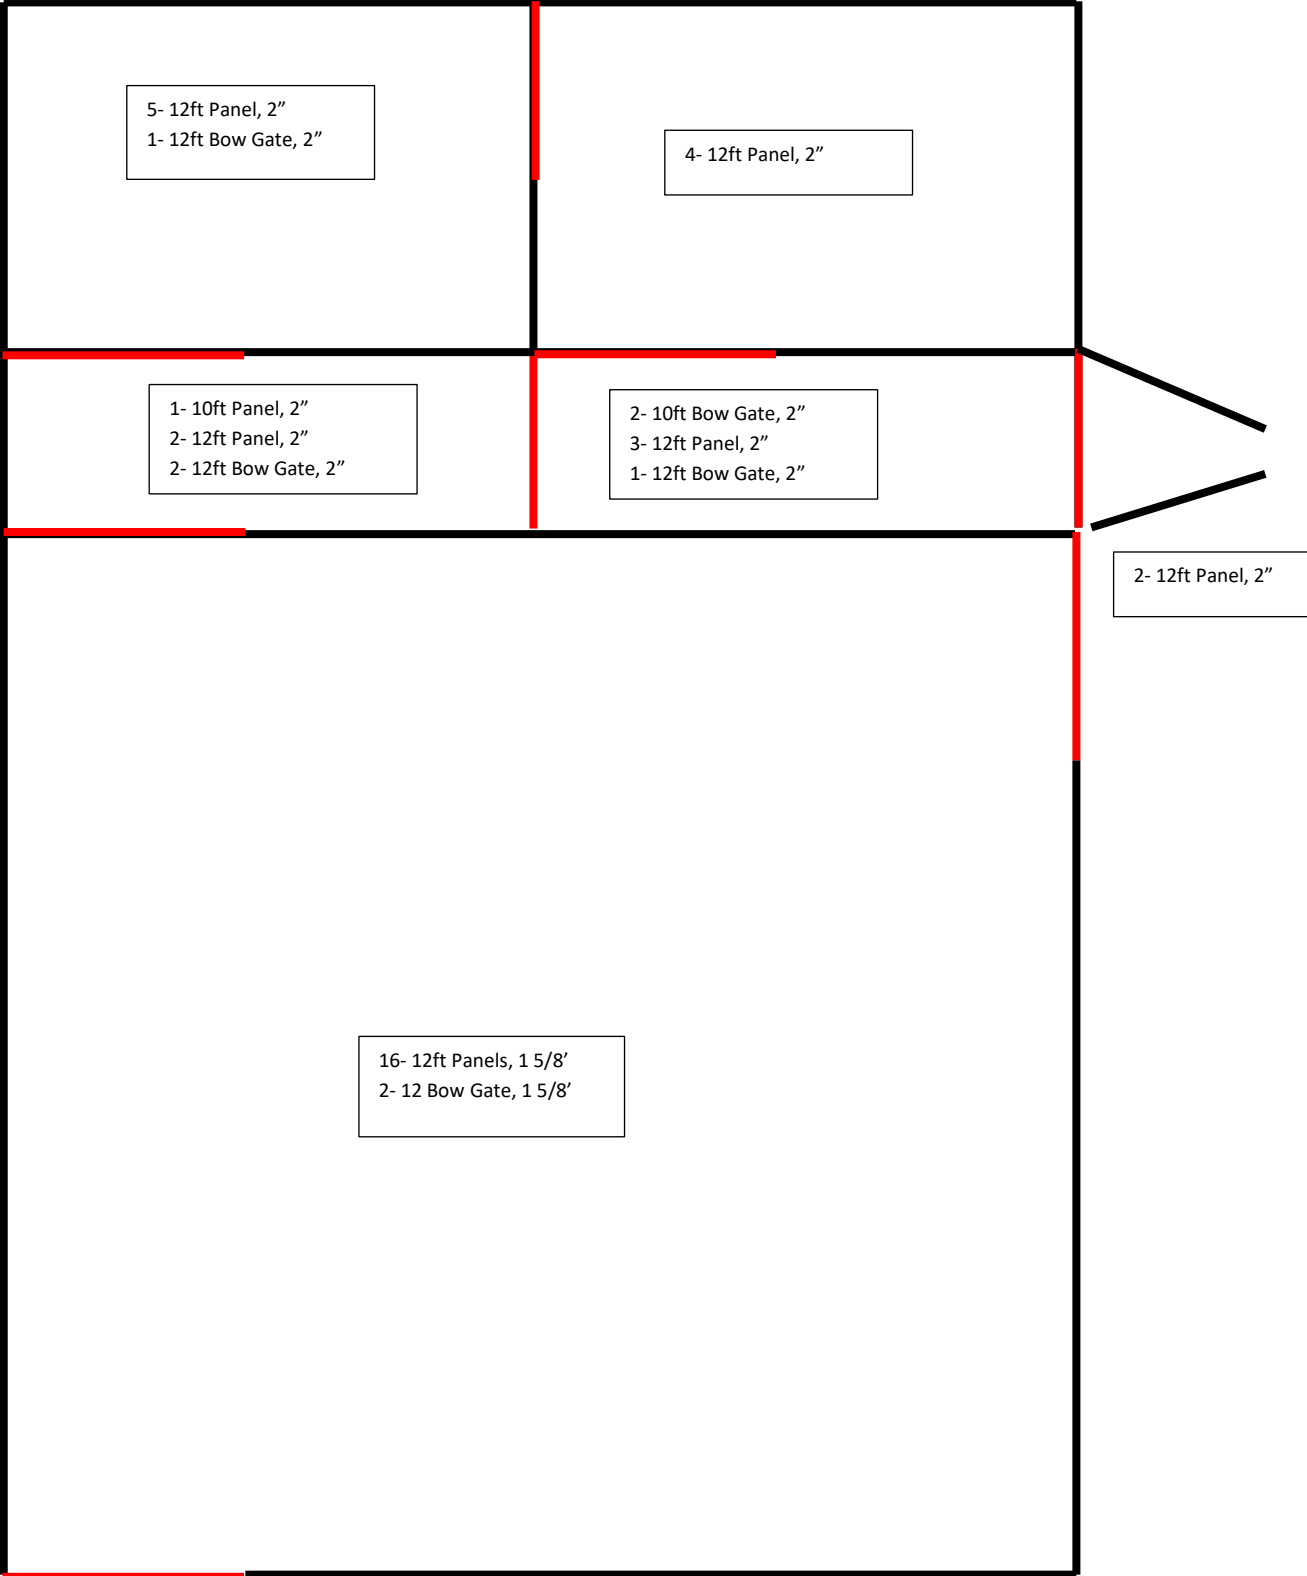 5- 12ft Panel, 2”
1- 12ft Bow Gate, 2”
4- 12ft Panel, 2”
1- 10ft Panel, 2”
2- 12ft Panel, 2”
2- 12ft Bow Gate, 2”
2- 10ft Bow Gate, 2”
3- 12ft Panel, 2”
1- 12ft Bow Gate, 2”
2- 12ft Panel, 2”
16- 12ft Panels, 1 5/8’
2- 12 Bow Gate, 1 5/8’